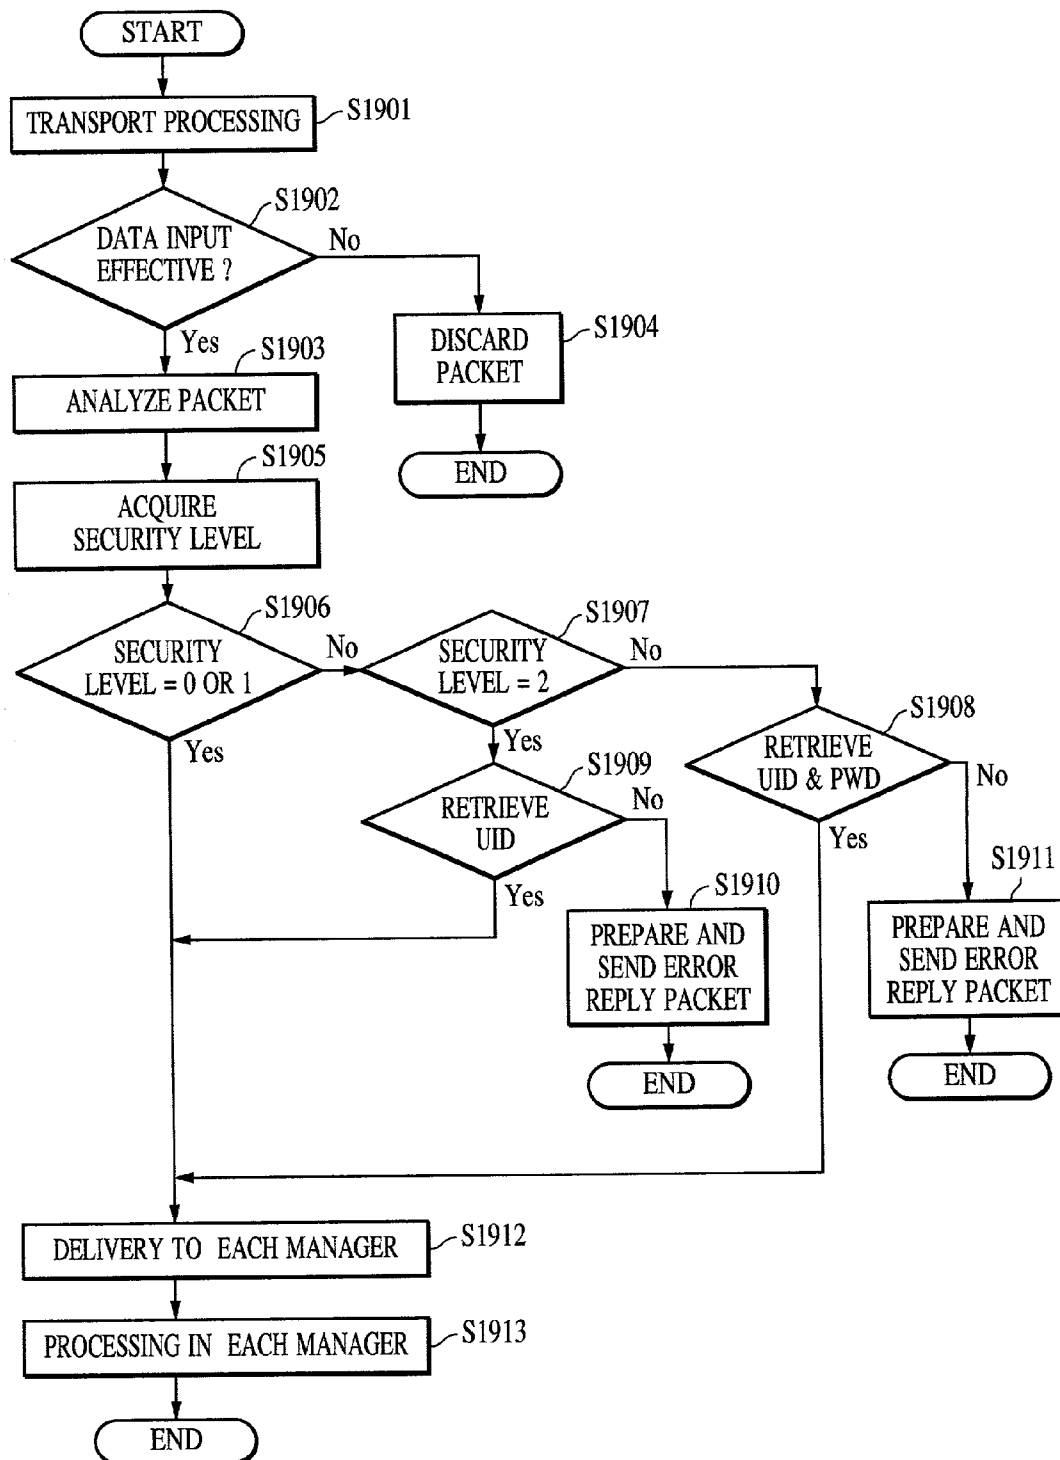 START
TRANSPORT PROCESSING
S1901
S1902
DATA INPUT
EFFECTIVE ?
No
Yes
S1903
ANALYZE PACKET
DISCARD
PACKET
S1904
S1905
END
ACQUIRE
SECURITY LEVEL
S1906
SECURITY
LEVEL = 0 OR 1
No
Yes
S1907
SECURITY
LEVEL = 2
No
Yes
S1908
RETRIEVE
UID & PWD
No
Yes
S1909
RETRIEVE
UID
No
Yes
S1910
PREPARE AND
SEND ERROR
REPLY PACKET
END
S1911
PREPARE AND
SEND ERROR
REPLY PACKET
END
DELIVERY TO EACH MANAGER
S1912
PROCESSING IN EACH MANAGER
S1913
END